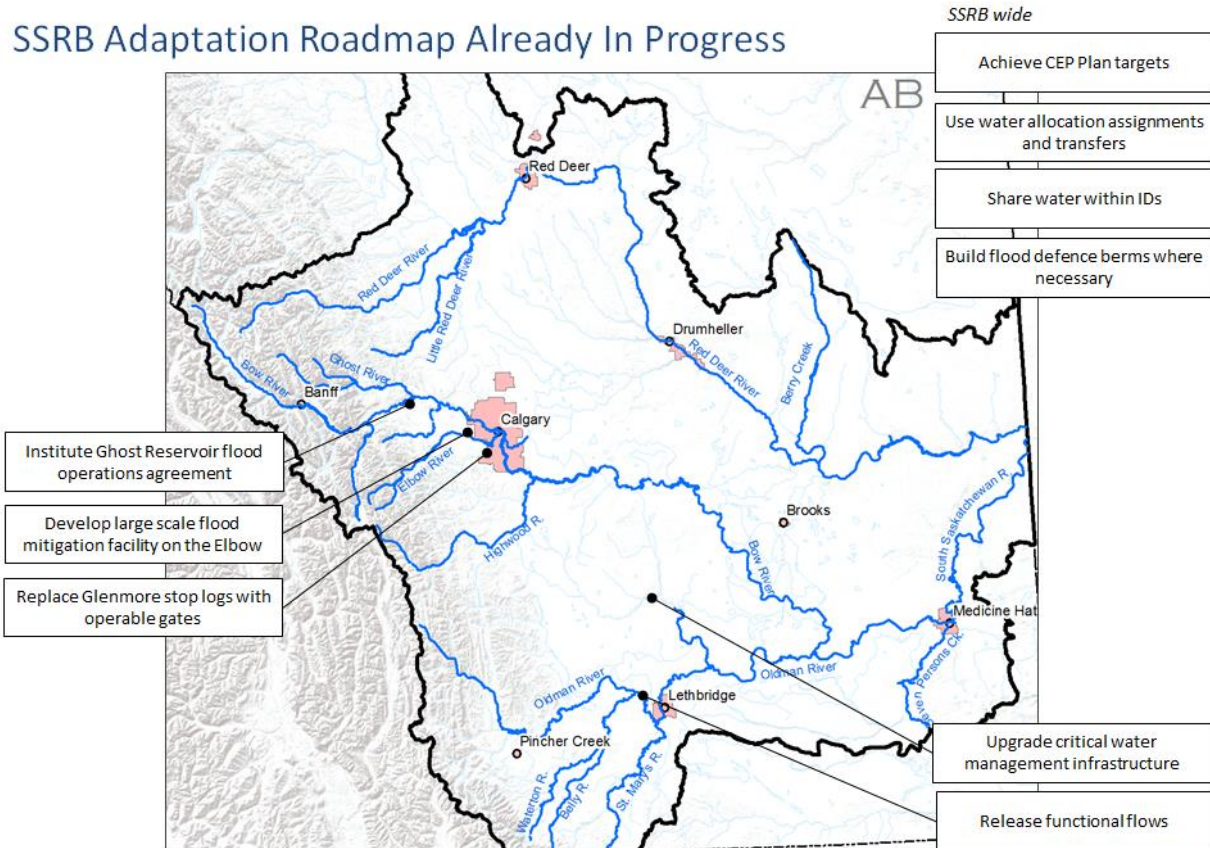 SSRB Adaptation Roadmap Already In Progress
SSRB wide
Achieve CEP Plan targets
Use water allocation assignments
and transfers
Share water within IDs
Build flood defence berms where
necessary
AB
Red Deer
Red Deer River
Little Red Deer River
Drumheller
Red Deer River
Berry Creek
Ghost River
Bow River
Banff
Calgary
Elbow River
Institute Ghost Reservoir flood
operations agreement
Develop large scale flood
mitigation facility on the Elbow
Replace Glenmore stop logs with
operable gates
Highwood R.
Brooks
Bow River
South Saskatchewan R.
Medicine Hat
even Persons Ck.
Oldman River
Oldman River
Lethbridge
Pincher Creek
Waterton R.
Belly R.
St. Mary's R.
Upgrade critical water
management infrastructure
Release functional flows